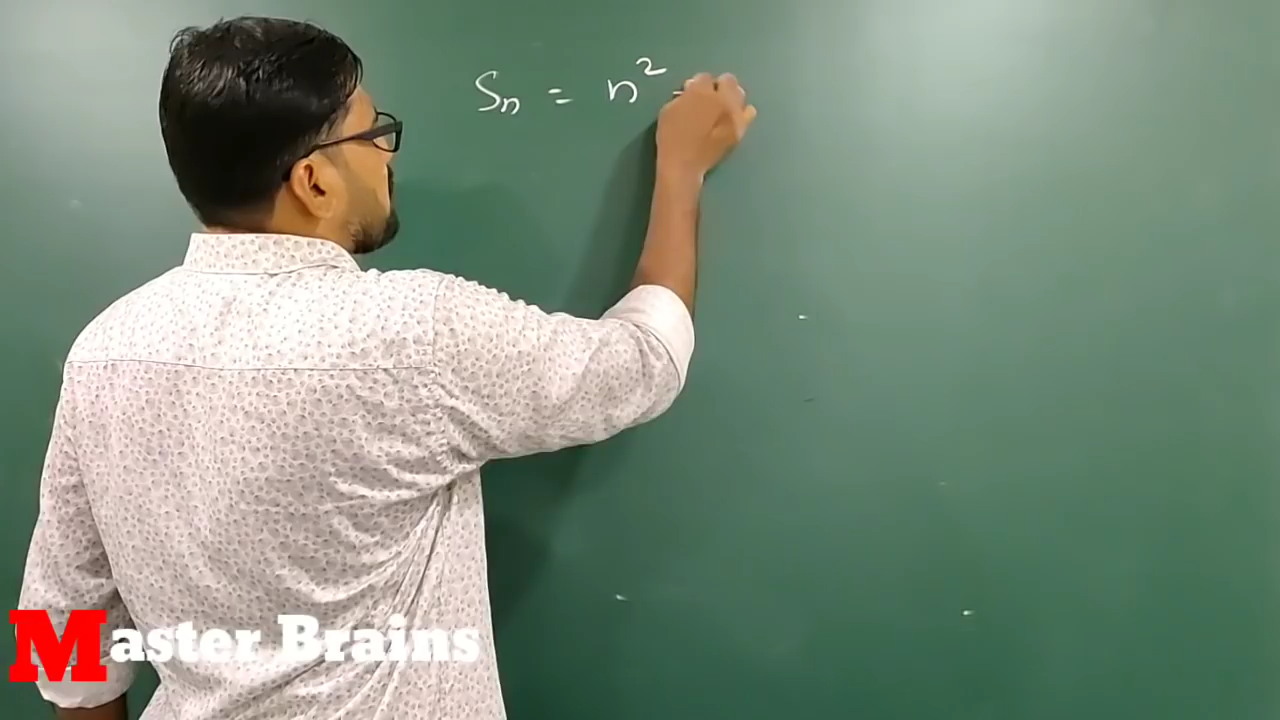 Sₙ = n²
Master Brains